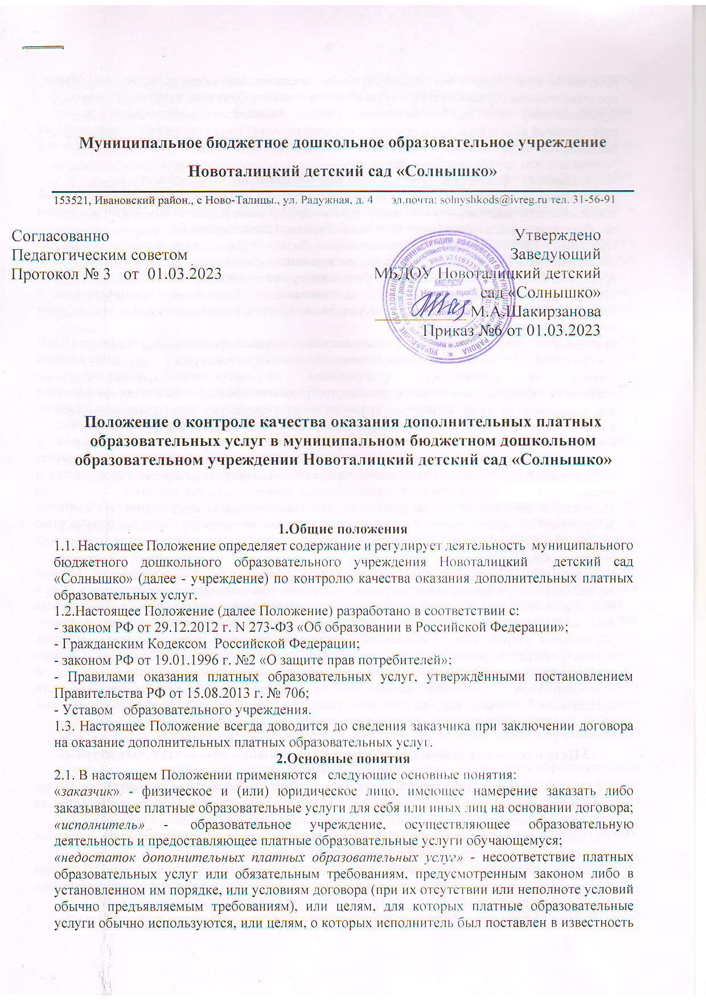 Муниципальное бюджетное дошкольное образовательное учреждение
Новоталицкий детский сад «Солнышко»
153521, Ивановский район., с Ново-Талицы., ул. Радужная, д. 4 эл.почта: solnyshkods@ivreg.ru тел. 31-56-91
Согласованно
Педагогическим советом
Протокол № 3 от 01.03.2023
Утверждено
Заведующий
МБДОУ Новоталицкий детский
сад «Солнышко»
М.А.Шакирзанова
Приказ №6 от 01.03.2023
Положение о контроле качества оказания дополнительных платных
образовательных услуг в муниципальном бюджетном дошкольном
образовательном учреждении Новоталицкий детский сад «Солнышко»
1.Общие положения
1.1. Настоящее Положение определяет содержание и регулирует деятельность муниципального
бюджетного дошкольного образовательного учреждения Новоталицкий детский сад
«Солнышко» (далее - учреждение) по контролю качества оказания дополнительных платных
образовательных услуг.
1.2.Настоящее Положение (далее Положение) разработано в соответствии с:
- законом РФ от 29.12.2012 г. N 273-ФЗ «Об образовании в Российской Федерации»;
- Гражданским Кодексом Российской Федерации;
- законом РФ от 19.01.1996 г. №2 «О защите прав потребителей»;
- Правилами оказания платных образовательных услуг, утверждёнными постановлением
Правительства РФ от 15.08.2013 г. № 706;
- Уставом образовательного учреждения.
1.3. Настоящее Положение всегда доводится до сведения заказчика при заключении договора
на оказание дополнительных платных образовательных услуг.
2.Основные понятия
2.1. В настоящем Положении применяются следующие основные понятия:
«заказчик» - физическое и (или) юридическое лицо, имеющее намерение заказать либо
заказывающее платные образовательные услуги для себя или иных лиц на основании договора;
«исполнитель» - образовательное учреждение, осуществляющее образовательную
деятельность и предоставляющее платные образовательные услуги обучающемуся;
«недостаток дополнительных платных образовательных услуг» - несоответствие платных
образовательных услуг или обязательным требованиям, предусмотренным законом либо в
установленном им порядке, или условиям договора (при их отсутствии или неполноте условий
обычно предъявляемым требованиям), или целям, для которых платные образовательные
услуги обычно используются, или целям, о которых исполнитель был поставлен в известность